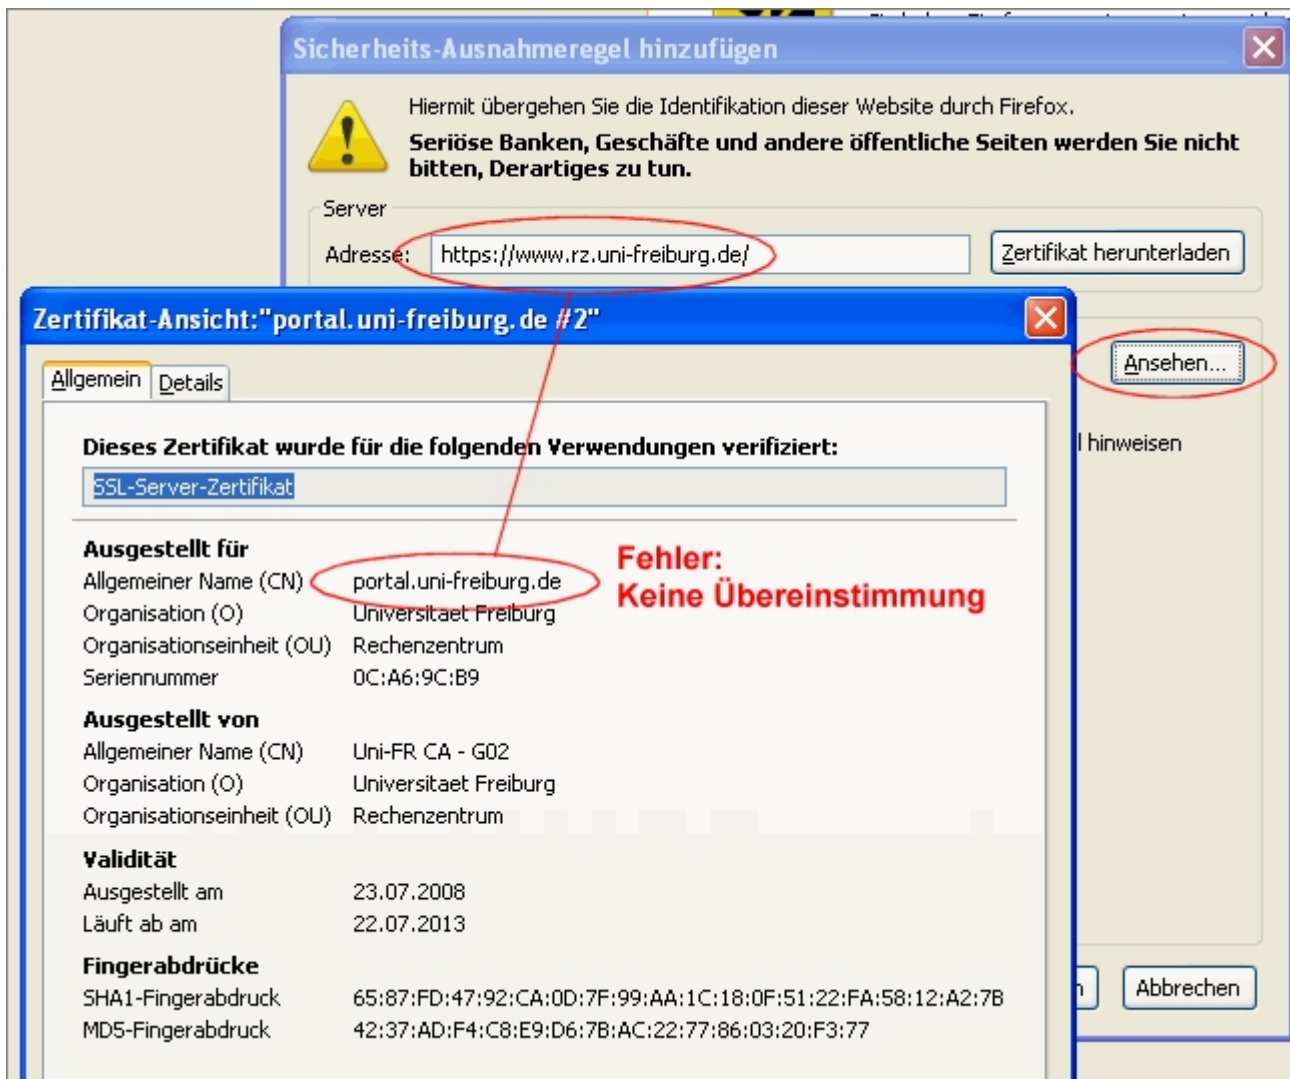 Sicherheits-Ausnahmeregel hinzufügen
Hiermit übergehen Sie die Identifikation dieser Website durch Firefox.
Seriöse Banken, Geschäfte und andere öffentliche Seiten werden Sie nicht
bitten, Derartiges zu tun.
Server
Adresse: https://www.rz.uni-freiburg.de/ Zertifikat herunterladen
Ansehen...
hinweisen
Abbrechen
Zertifikat-Ansicht:"portal.uni-freiburg.de #2"
Allgemein Details
Dieses Zertifikat wurde für die folgenden Verwendungen verifiziert:
SSL-Server-Zertifikat
Ausgestellt für
Allgemeiner Name (CN) portal.uni-freiburg.de
Organisation (O) Universitaet Freiburg
Organisationseinheit (OU) Rechenzentrum
Seriennummer 0C:A6:9C:B9
Fehler:
Keine Übereinstimmung
Ausgestellt von
Allgemeiner Name (CN) Uni-FR CA - G02
Organisation (O) Universitaet Freiburg
Organisationseinheit (OU) Rechenzentrum
Validität
Ausgestellt am 23.07.2008
Läuft ab am 22.07.2013
Fingerabdrücke
SHA1-Fingerabdruck 65:87:FD:47:92:CA:0D:7F:99:AA:1C:18:0F:51:22:FA:58:12:A2:7B
MD5-Fingerabdruck 42:37:AD:F4:C8:E9:D6:7B:AC:22:77:86:03:20:F3:77